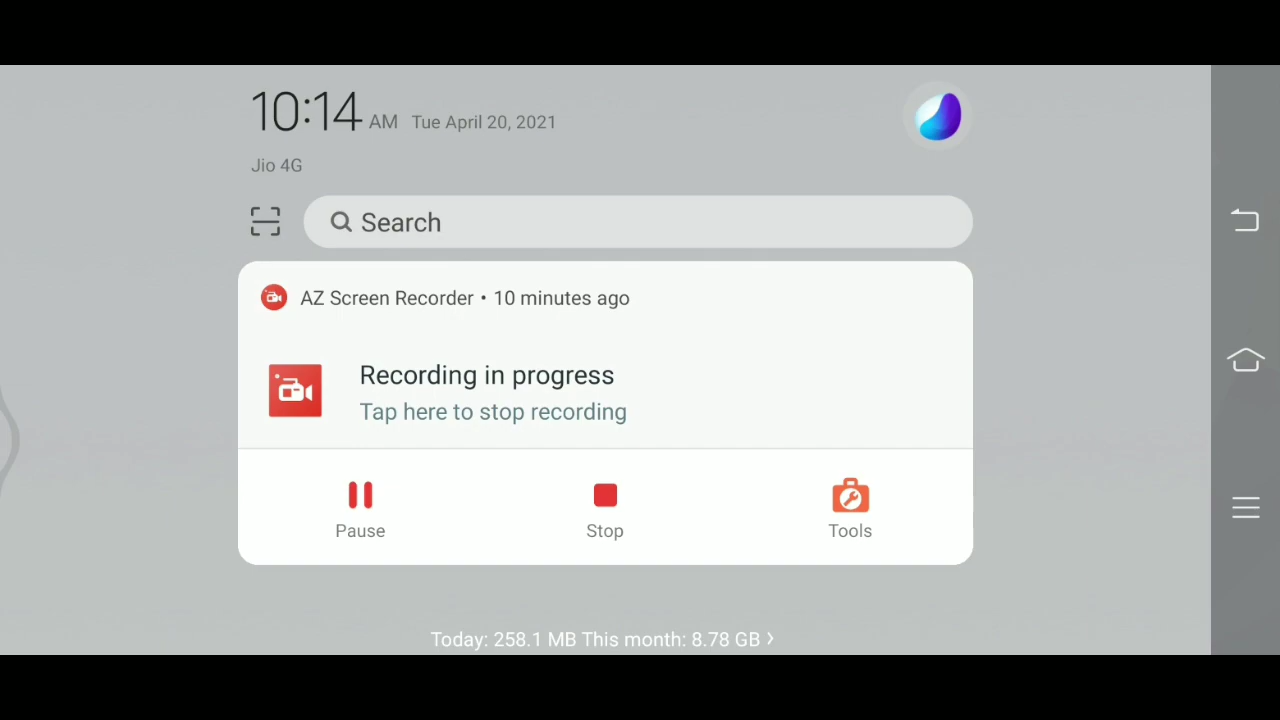 10:14 AM Tue April 20, 2021
Jio 4G
Search
AZ Screen Recorder • 10 minutes ago
Recording in progress
Tap here to stop recording
Pause Stop Tools
Today: 258.1 MB This month: 8.78 GB >